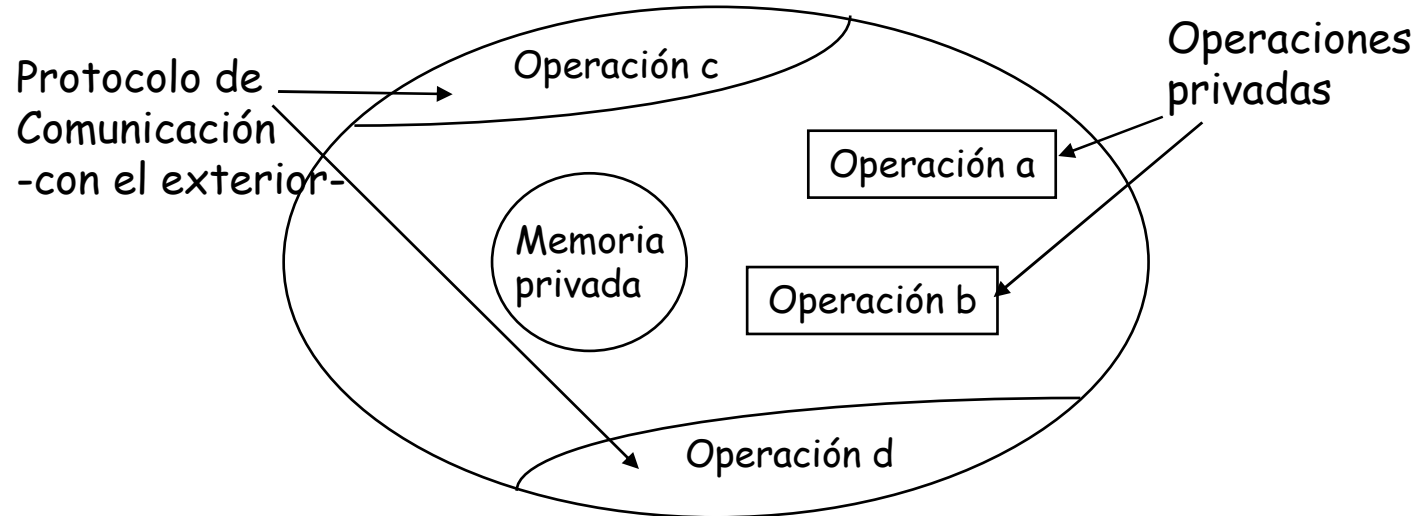 Protocolo de
Comunicación
-con el exterior-
Operación c
Operaciones
privadas
Operación a
Memoria
privada
Operación b
Operación d